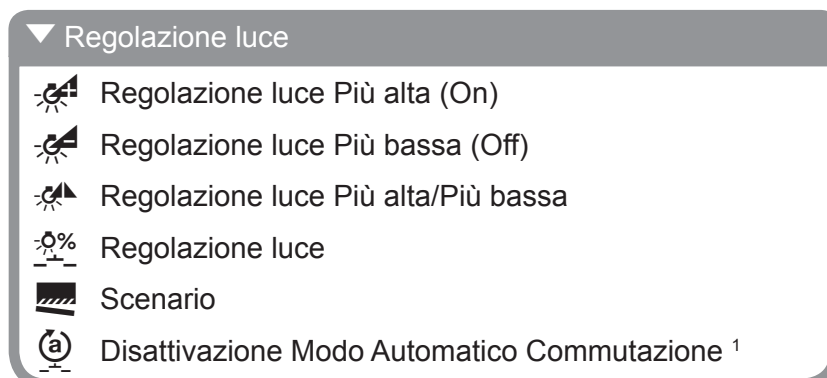 Regolazione luce
Regolazione luce Più alta (On)
Regolazione luce Più bassa (Off)
Regolazione luce Più alta/Più bassa
% Regolazione luce
Scenario
a Disattivazione Modo Automatico Commutazione ¹